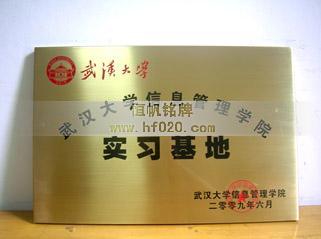 武汉大学
武汉大学信息管理学院
恒帆铭牌
www.hf020.com
实习基地
武汉大学信息管理学院
二零零九年六月